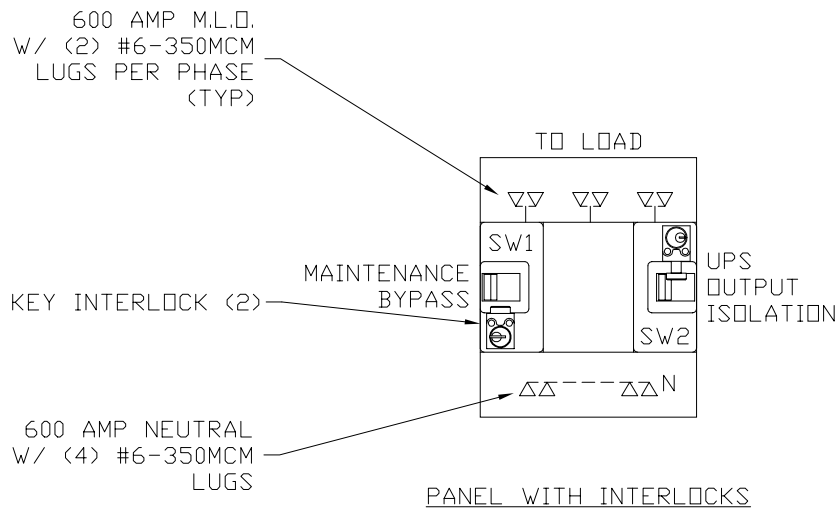 600 AMP M.L.O.
W/ (2) #6-350MCM
LUGS PER PHASE
(TYP)
TO LOAD
SW1
MAINTENANCE
BYPASS
UPS
OUTPUT
ISOLATION
KEY INTERLOCK (2)
SW2
N
600 AMP NEUTRAL
W/ (4) #6-350MCM
LUGS
PANEL WITH INTERLOCKS